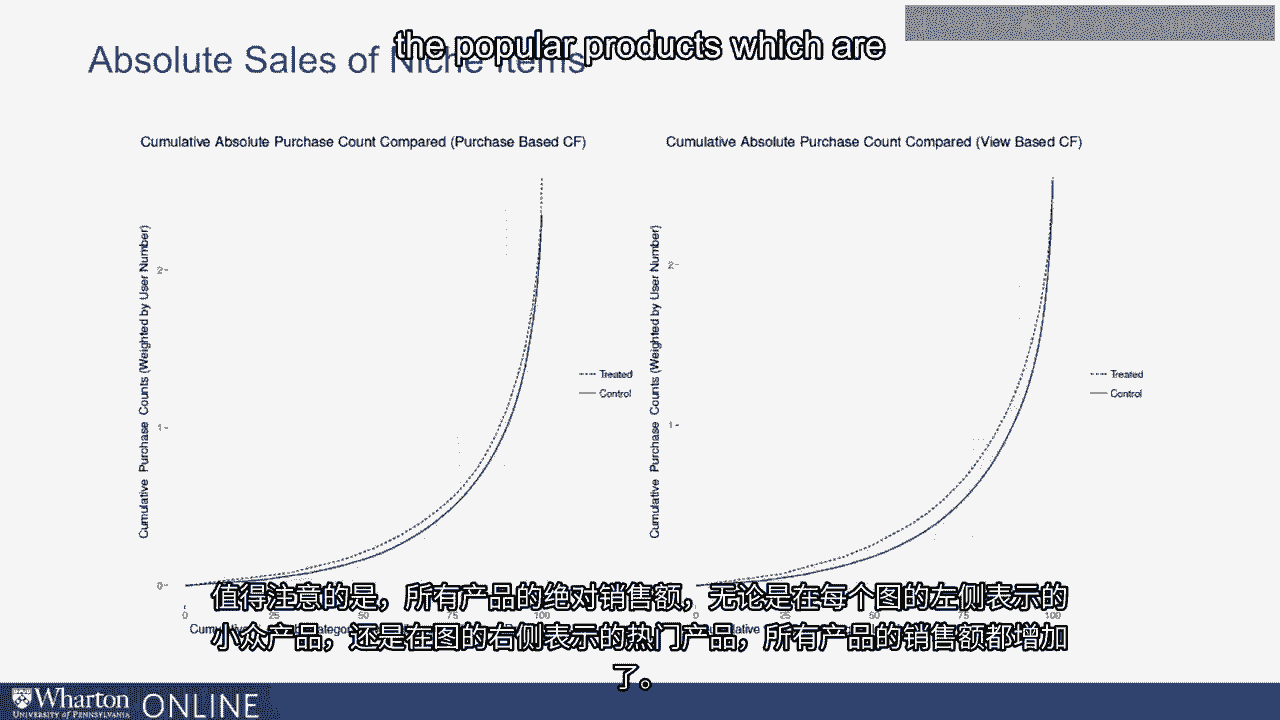 the popular products which are
Absolute Sales of Niche Items
Cumulative Absolute Purchase Count Compared (Purchase Based CF)
Cumulative Purchase Counts (Weighted by User Number)
2
1
0
0
25
50
75
100
Treated
Control
Cumulative
Cumulative Absolute Purchase Count Compared (View Based CF)
Cumulative Purchase Counts (Weighted by User Number)
2
1
25
50
75
100
Treated
Control
值得注意的是，所有产品的绝对销售额，无论是在每个图的左侧表示的
小众产品，还是在图的右侧表示的热门产品，所有产品的销售额都增加
了。
Wharton
UNIVERSITY of PENNSYLVANIA
ONLINE